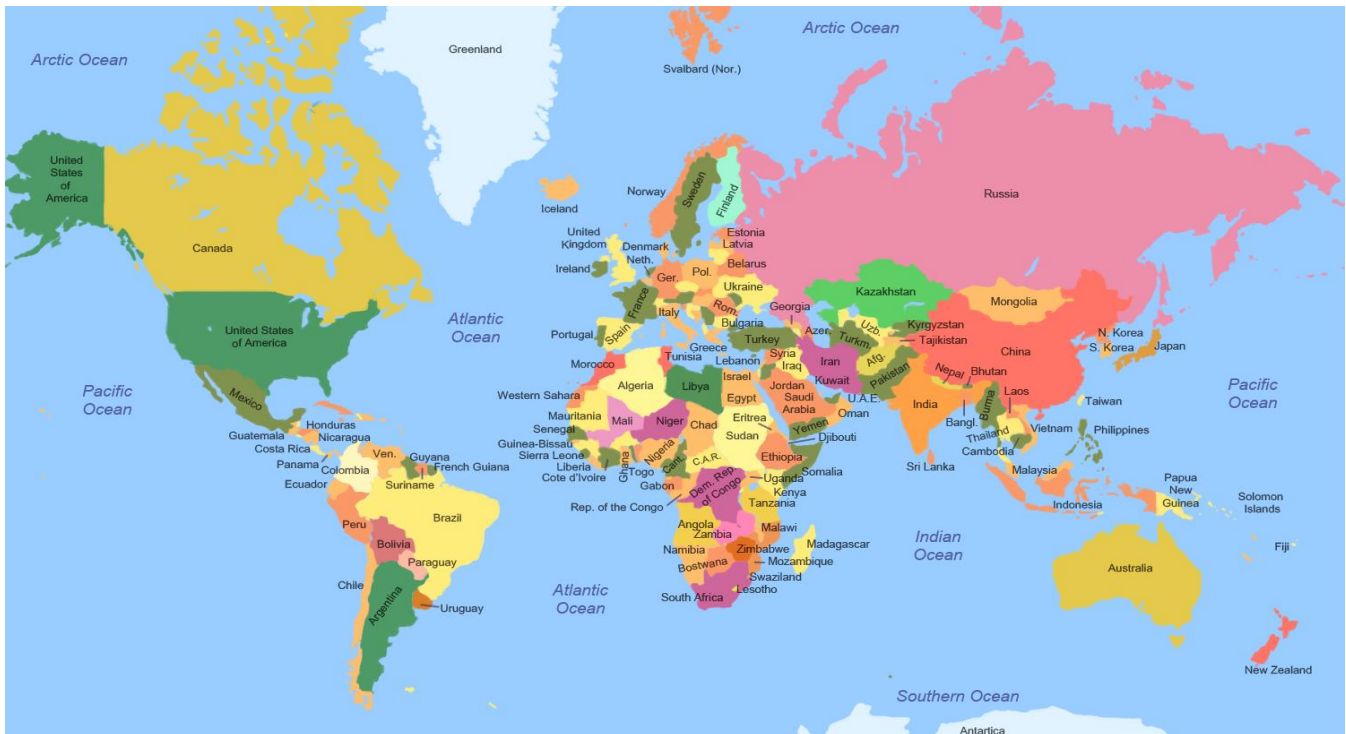 Arctic Ocean
Greenland
Svalbard (Nor.)
Arctic Ocean
United
States
of
America
Canada
Iceland
Norway
Sweden
Finland
Russia
United
Kingdom
Ireland
Denmark
Neth.
Estonia
Latvia
Belarus
Ger.
Pol.
Ukraine
France
Rom.
Italy
Bulgaria
Georgia
Kazakhstan
Mongolia
Atlantic
Ocean
United States
of America
Portugal
Spain
Greece
Turkey
Azer.
Uzb.
Turkm.
Kyrgyzstan
Tajikistan
China
N. Korea
S. Korea
Japan
Pacific
Ocean
Mexico
Morocco
Tunisia
Lebanon
Syria
Iraq
Iran
Afg.
Pakistan
Nepal
Bhutan
Algeria
Libya
Israel
Egypt
Jordan
Kuwait
Saudi
Arabia
U.A.E.
Oman
India
Bangl.
Burma
Laos
Taiwan
Pacific
Ocean
Western Sahara
Mauritania
Mali
Niger
Chad
Sudan
Eritrea
Yemen
Djibouti
Thailand
Vietnam
Cambodia
Philippines
Honduras
Guatemala
Nicaragua
Costa Rica
Panama
Ven.
Guyana
French Guiana
Suriname
Colombia
Ecuador
Senegal
Guinea-Bissau
Sierra Leone
Liberia
Cote d'Ivoire
Ghana
Togo
Nigeria
Cam.
C.A.R.
Ethiopia
Somalia
Sri Lanka
Malaysia
Gabon
Rep. of the Congo
Dem. Rep.
of Congo
Uganda
Kenya
Tanzania
Indonesia
Papua
New
Guinea
Solomon
Islands
Peru
Brazil
Bolivia
Paraguay
Chile
Argentina
Uruguay
Atlantic
Ocean
Angola
Zambia
Malawi
Namibia
Zimbabwe
Botswana
Mozambique
Madagascar
Swaziland
Lesotho
South Africa
Indian
Ocean
Australia
Fiji
New Zealand
Southern Ocean
Antartica